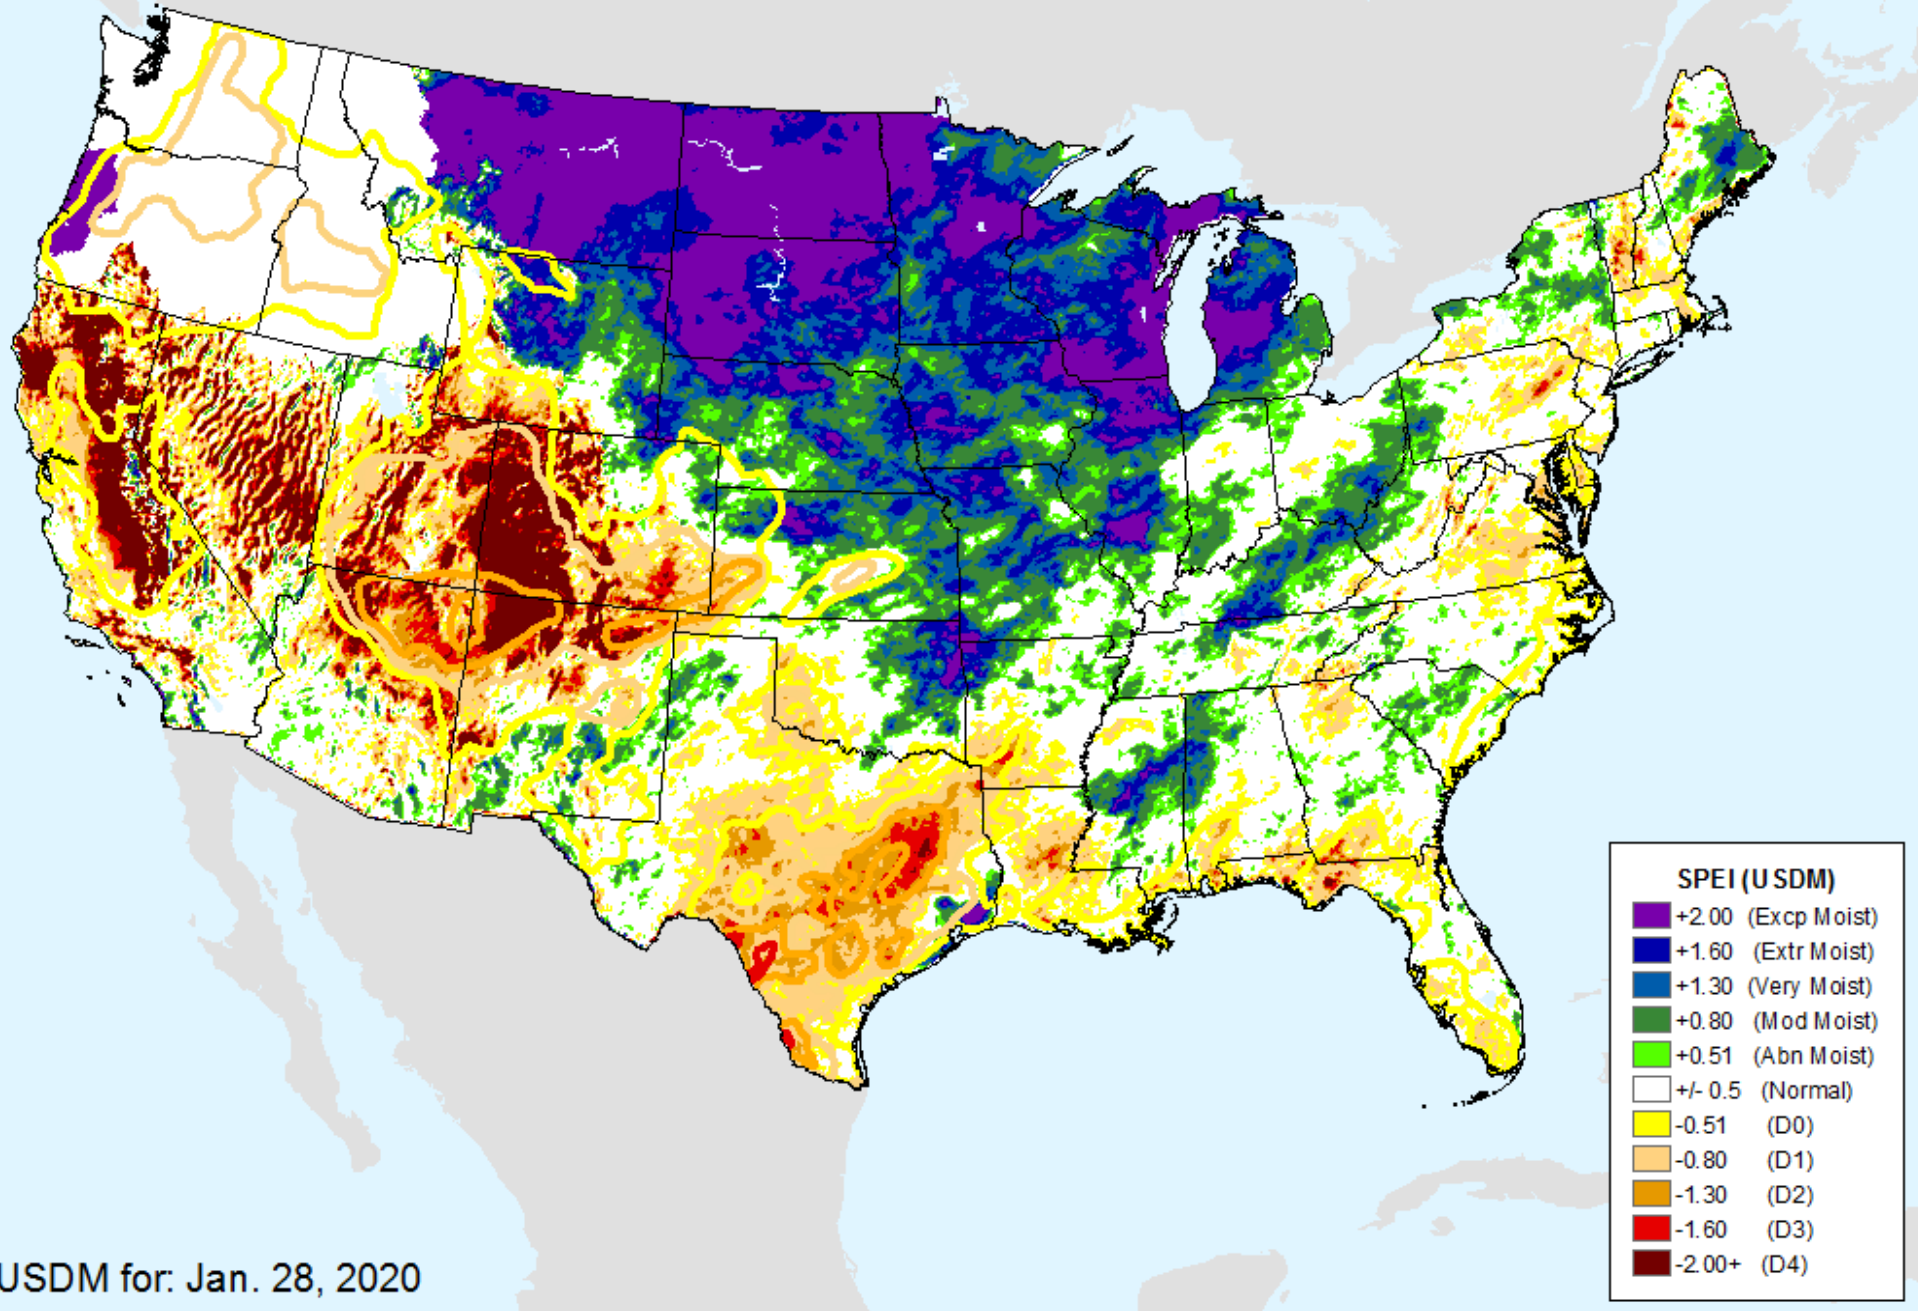 SPEI (USDM)
+2.00 (Excp Moist)
+1.60 (Extr Moist)
+1.30 (Very Moist)
+0.80 (Mod Moist)
+0.51 (Abn Moist)
+/- 0.5 (Normal)
-0.51 (D0)
-0.80 (D1)
-1.30 (D2)
-1.60 (D3)
-2.00+ (D4)
USDM for: Jan. 28, 2020